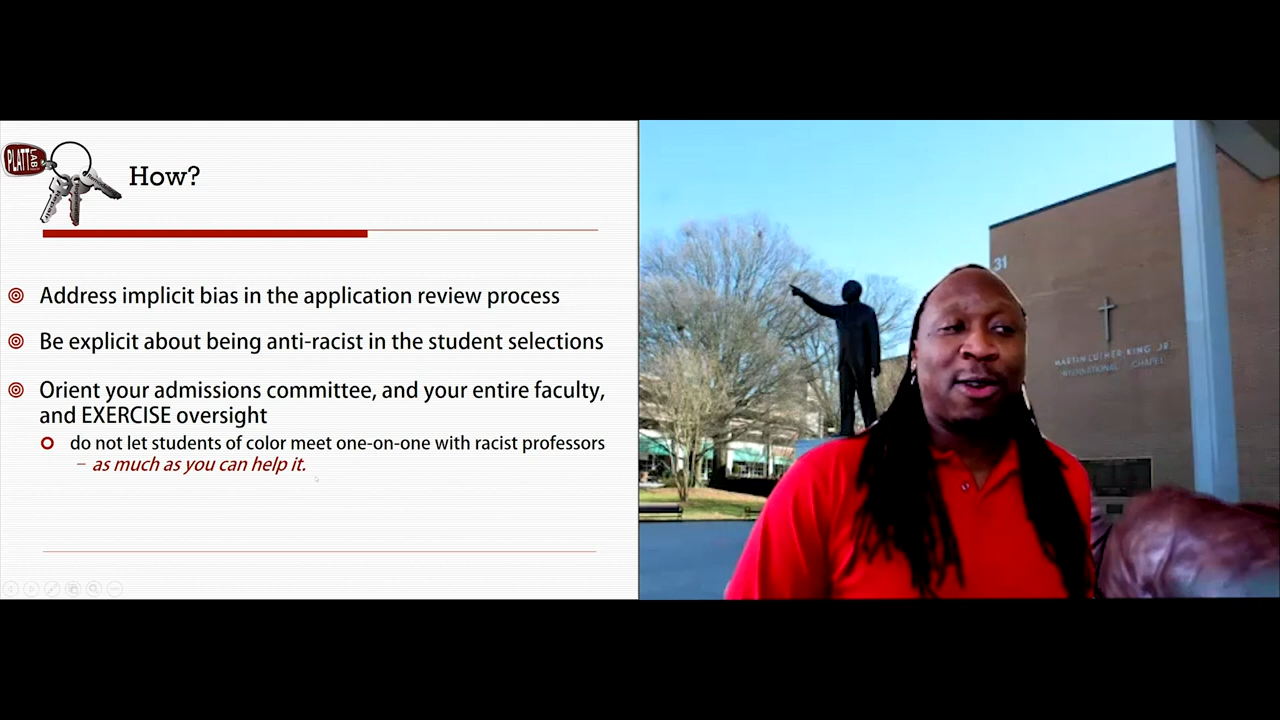 PLATT
LAB
How?
Address implicit bias in the application review process
Be explicit about being anti-racist in the student selections
Orient your admissions committee, and your entire faculty,
and EXERCISE oversight
do not let students of color meet one-on-one with racist professors
– as much as you can help it.
31
MARTIN LUTHER KING JR.
INTERNATIONAL CHAPEL